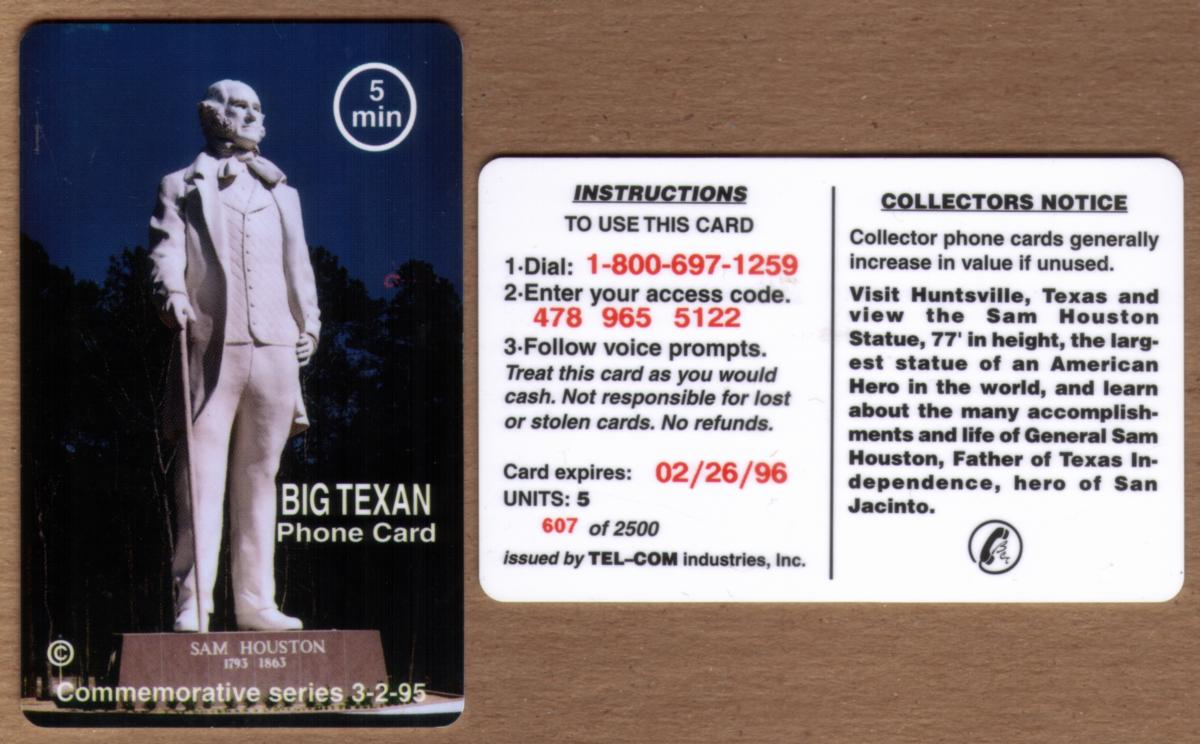 5
min
BIG TEXAN
Phone Card
SAM HOUSTON
1793 1863
©
Commemorative series 3-2-95
INSTRUCTIONS
TO USE THIS CARD
1·Dial: 1-800-697-1259
2·Enter your access code.
478 965 5122
3·Follow voice prompts.
Treat this card as you would
cash. Not responsible for lost
or stolen cards. No refunds.
Card expires: 02/26/96
UNITS: 5
607 of 2500
issued by TEL–COM industries, Inc.
COLLECTORS NOTICE
Collector phone cards generally
increase in value if unused.
Visit Huntsville, Texas and
view the Sam Houston
Statue, 77' in height, the larg-
est statue of an American
Hero in the world, and learn
about the many accomplish-
ments and life of General Sam
Houston, Father of Texas In-
dependence, hero of San
Jacinto.